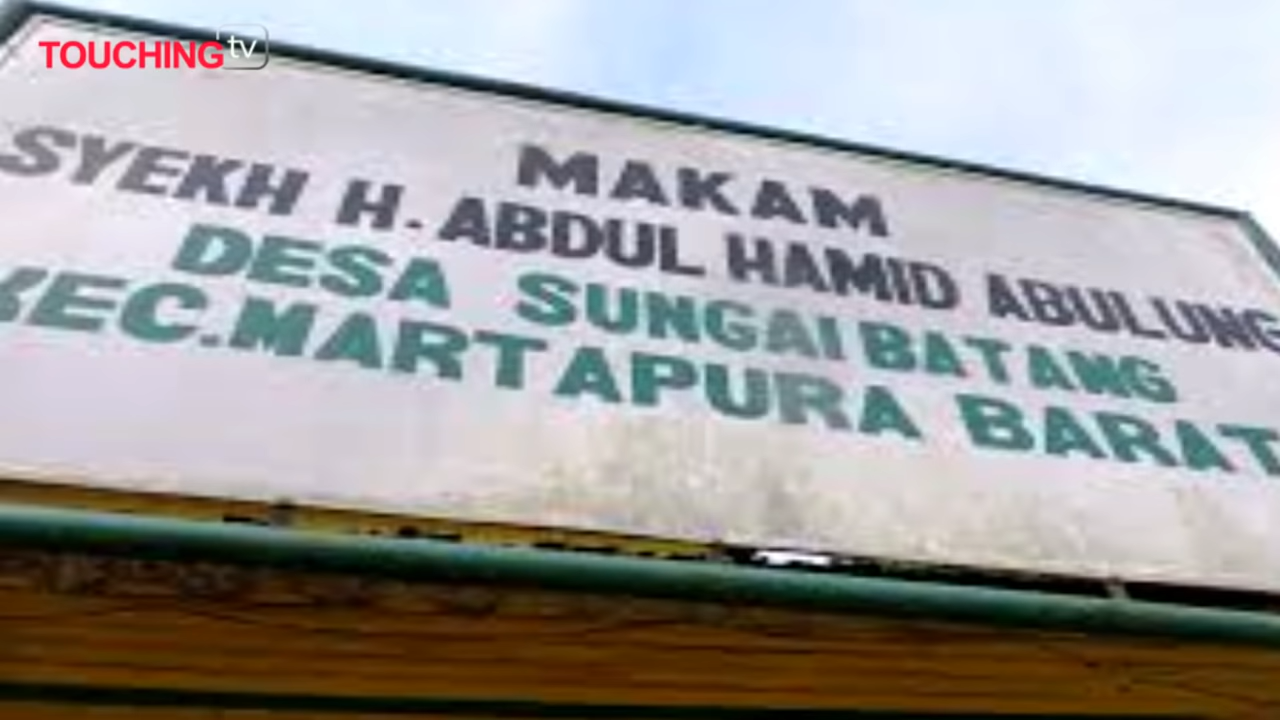 TOUCHING tv
MAKAM
SYEKH H. ABDUL HAMID ABULUNG
DESA SUNGAI BATANG
KEC. MARTAPURA BARAT